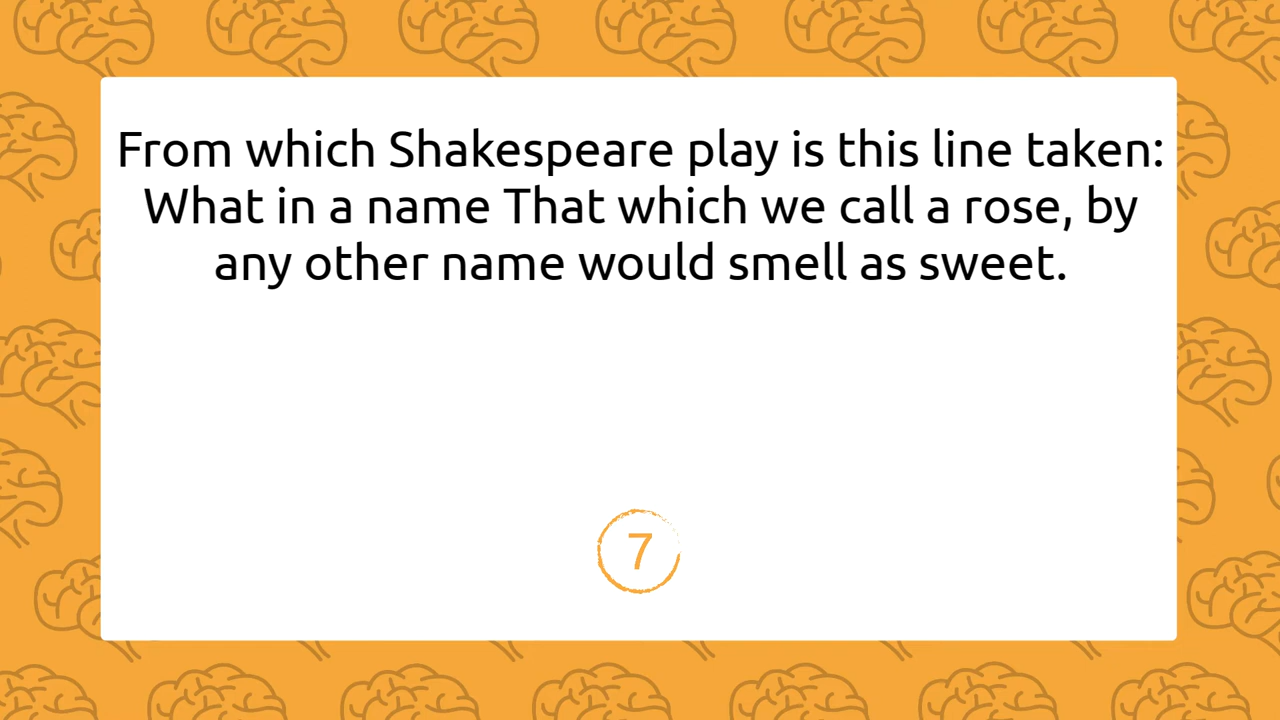 From which Shakespeare play is this line taken:
What in a name That which we call a rose, by
any other name would smell as sweet.
7